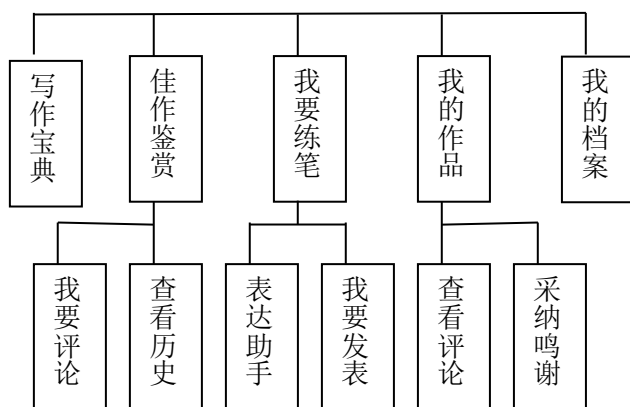 写作宝典
佳作鉴赏
我要练笔
我的作品
我的档案
我要评论
查看历史
表达助手
我要发表
查看评论
采纳鸣谢